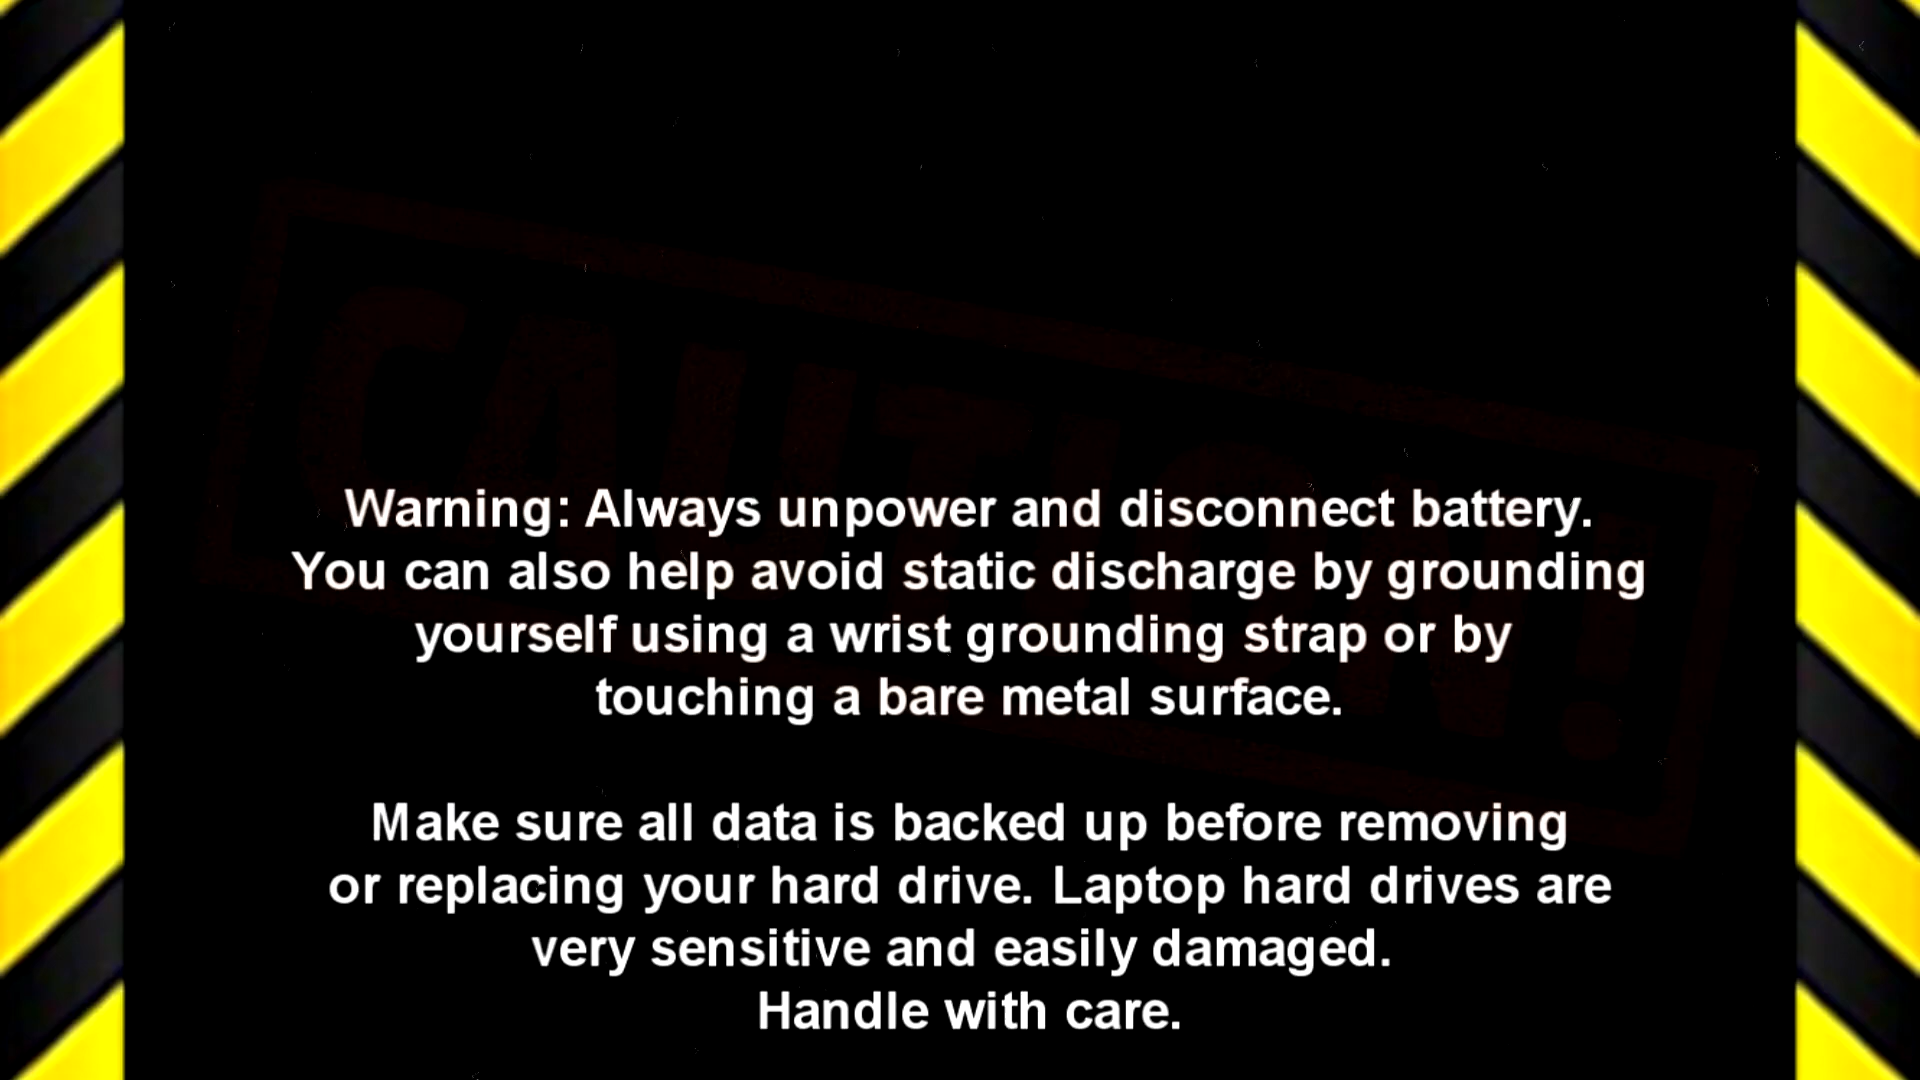 CAUTION!
Warning: Always unpower and disconnect battery.
You can also help avoid static discharge by grounding
yourself using a wrist grounding strap or by
touching a bare metal surface.
Make sure all data is backed up before removing
or replacing your hard drive. Laptop hard drives are
very sensitive and easily damaged.
Handle with care.